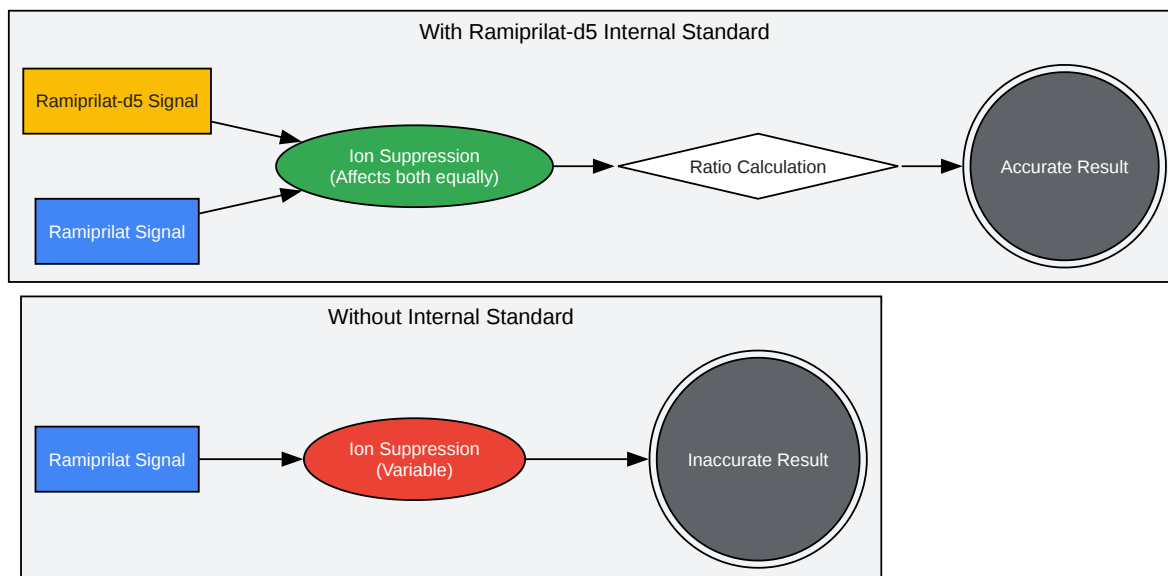 With Ramiprilat-d5 Internal Standard
Ramiprilat-d5 Signal
Ramiprilat Signal
Ion Suppression
(Affects both equally)
Ratio Calculation
Accurate Result
Without Internal Standard
Ramiprilat Signal
Ion Suppression
(Variable)
Inaccurate Result